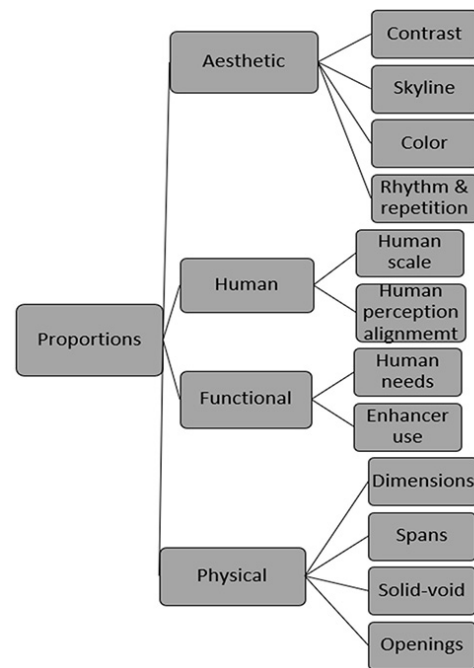 Proportions
Aesthetic
Contrast
Skyline
Color
Rhythm &
repetition
Human
Human
scale
Human
perception
alignmemt
Functional
Human
needs
Enhancer
use
Physical
Dimensions
Spans
Solid-void
Openings